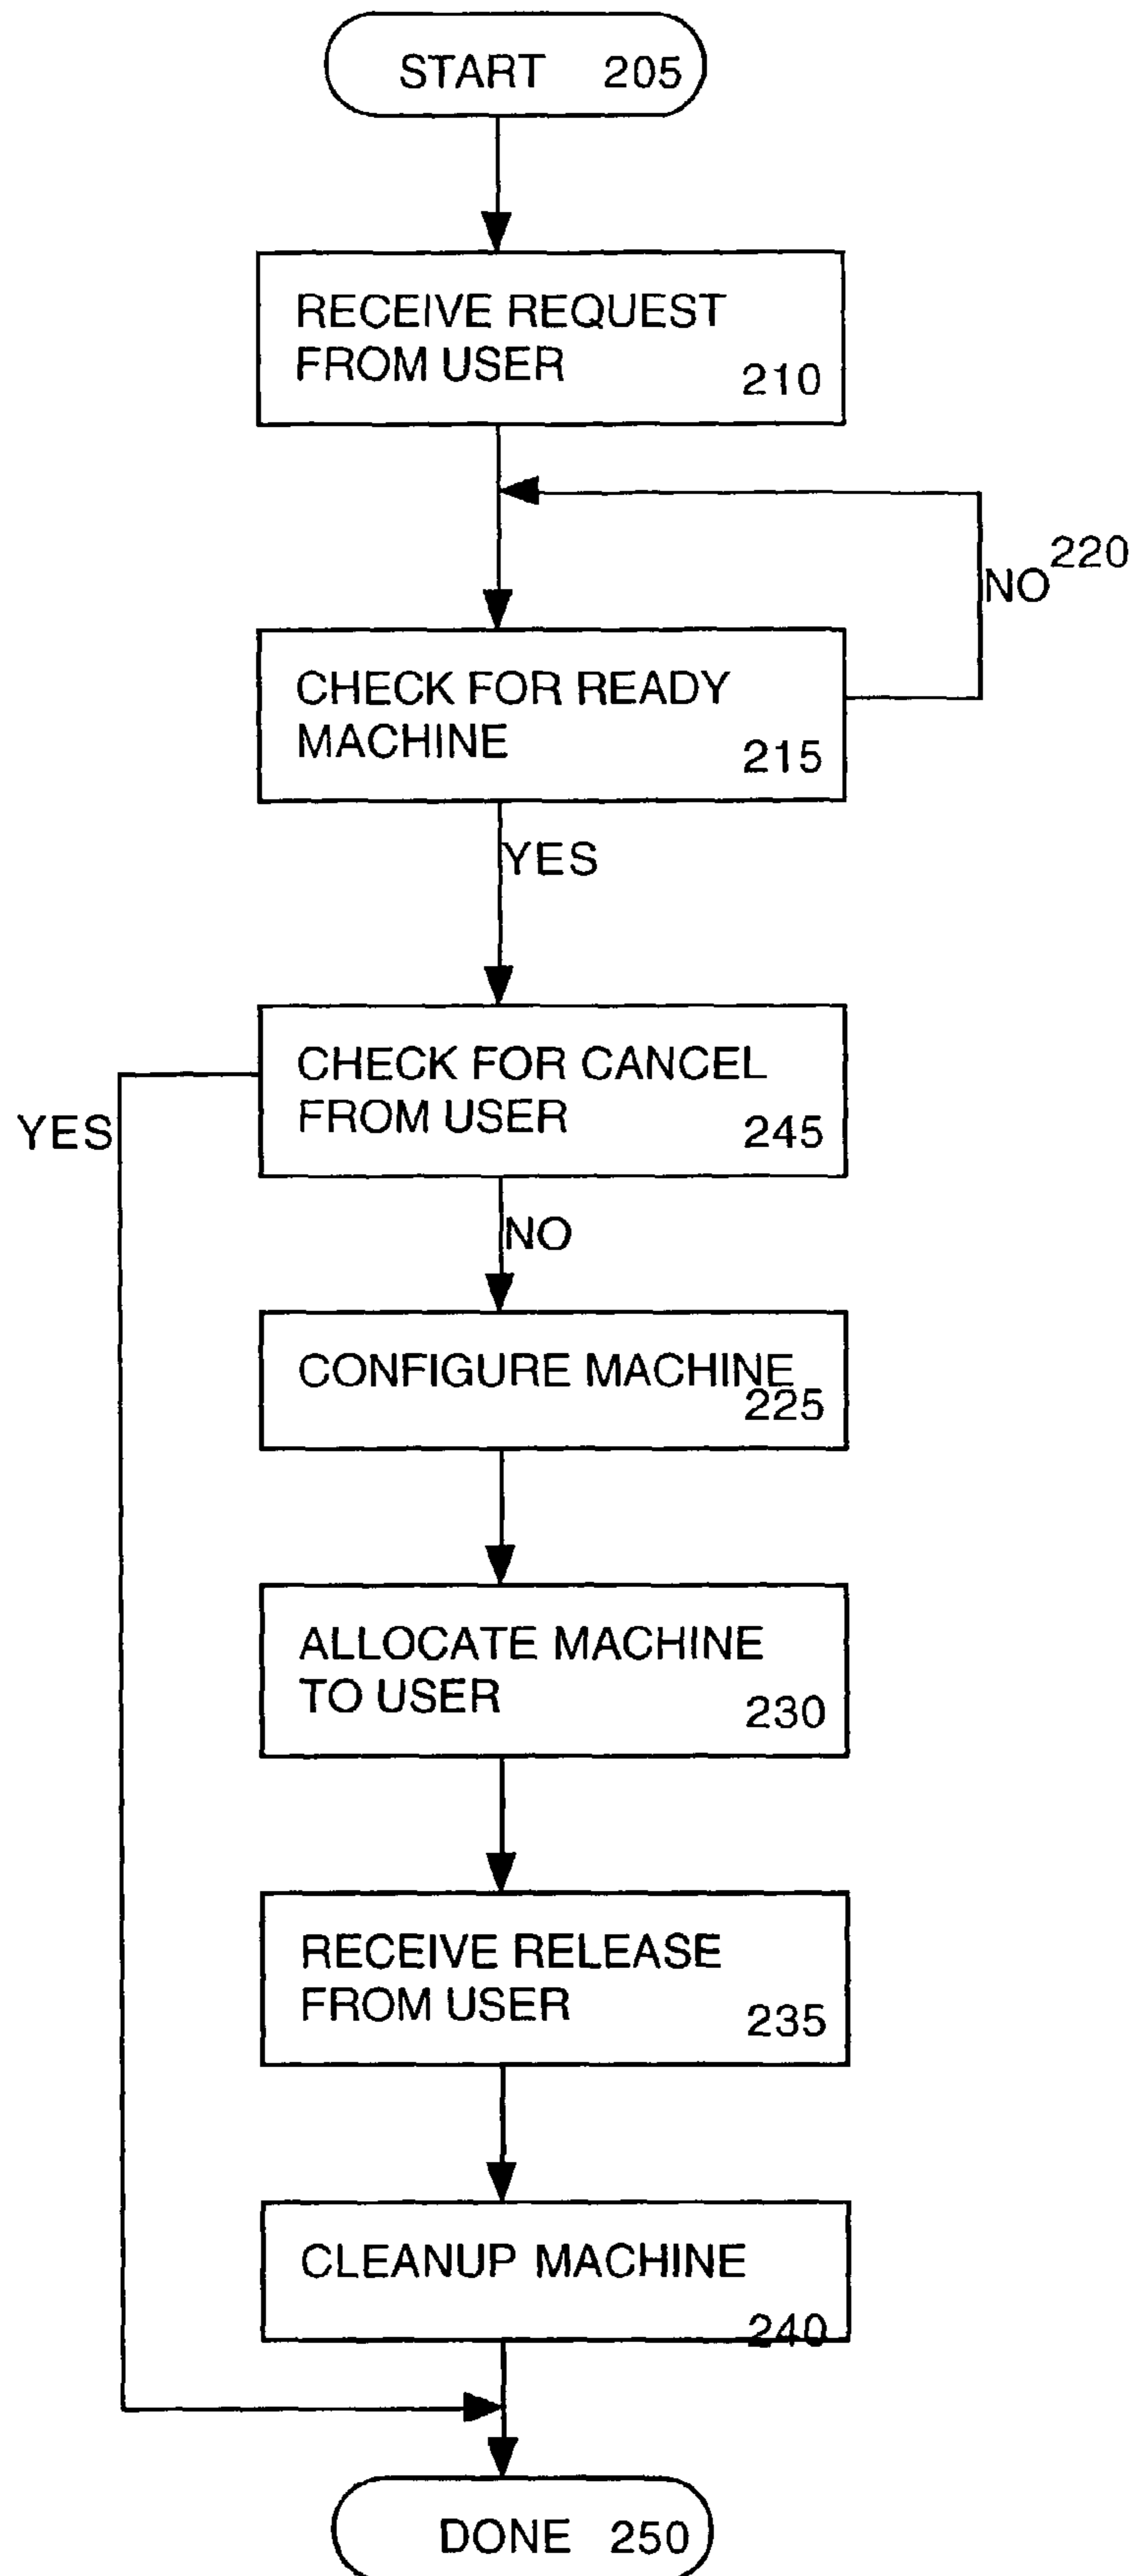 START 205
RECEIVE REQUEST
FROM USER
210
220
NO
CHECK FOR READY
MACHINE
215
YES
CHECK FOR CANCEL
FROM USER
245
YES
NO
CONFIGURE MACHINE
225
ALLOCATE MACHINE
TO USER
230
RECEIVE RELEASE
FROM USER
235
CLEANUP MACHINE
240
DONE 250